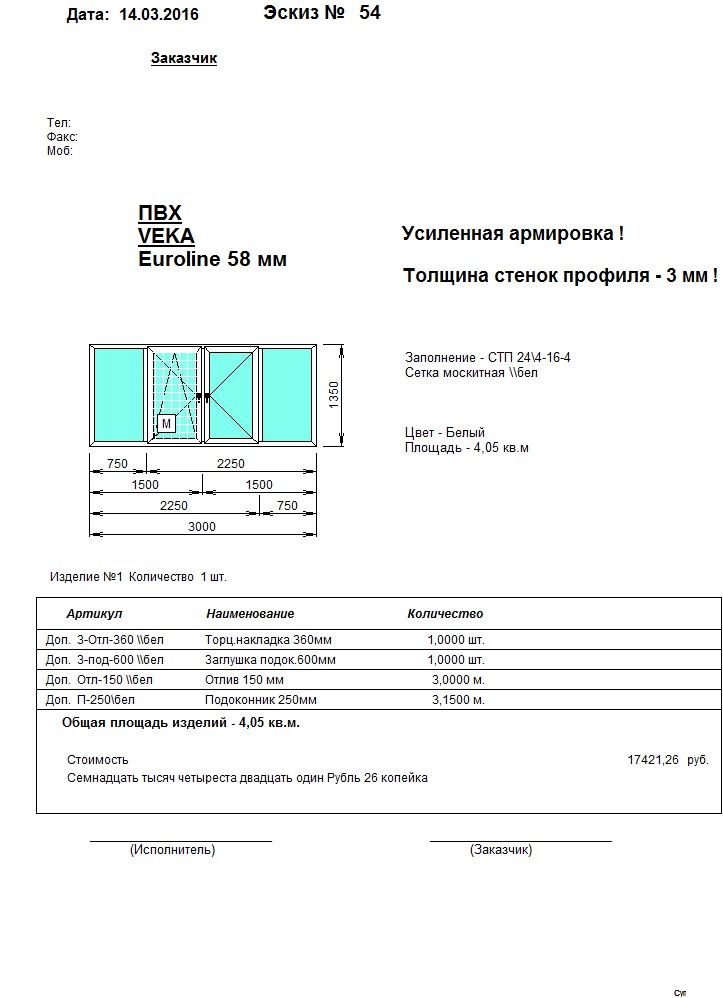 Дата: 14.03.2016 Эскиз № 54
Заказчик
Тел:
Факс:
Моб:
ПВХ
VEKA
Euroline 58 мм
Усиленная армировка !
Толщина стенок профиля - 3 мм !
Заполнение - СТП 24\4-16-4
Сетка москитная \\бел
Цвет - Белый
Площадь - 4,05 кв.м
М
1350
750 2250
1500 1500
2250 750
3000
Изделие №1 Количество 1 шт.
Артикул Наименование Количество
Доп. З-Отл-360 \\бел Торц.накладка 360мм 1,0000 шт.
Доп. З-под-600 \\бел Заглушка подок.600мм 1,0000 шт.
Доп. Отл-150 \\бел Отлив 150 мм 3,0000 м.
Доп. П-250\бел Подоконник 250мм 3,1500 м.
Общая площадь изделий - 4,05 кв.м.
Стоимость 17421,26 руб.
Семнадцать тысяч четыреста двадцать один Рубль 26 копейка
(Исполнитель) (Заказчик)